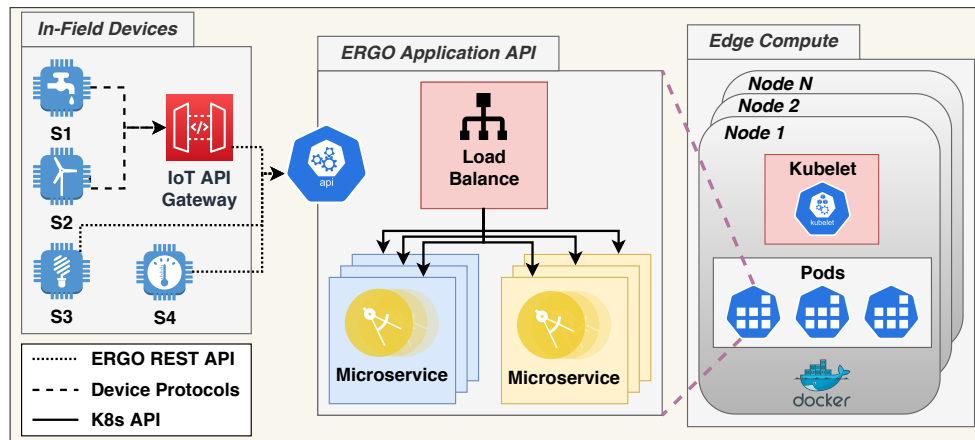 In-Field Devices
S1
S2
IoT API
Gateway
S3
S4
ERGO REST API
Device Protocols
K8s API
api
ERGO Application API
Load
Balance
Microservice
Microservice
Edge Compute
Node N
Node 2
Node 1
Kubelet
kubelet
Pods
docker